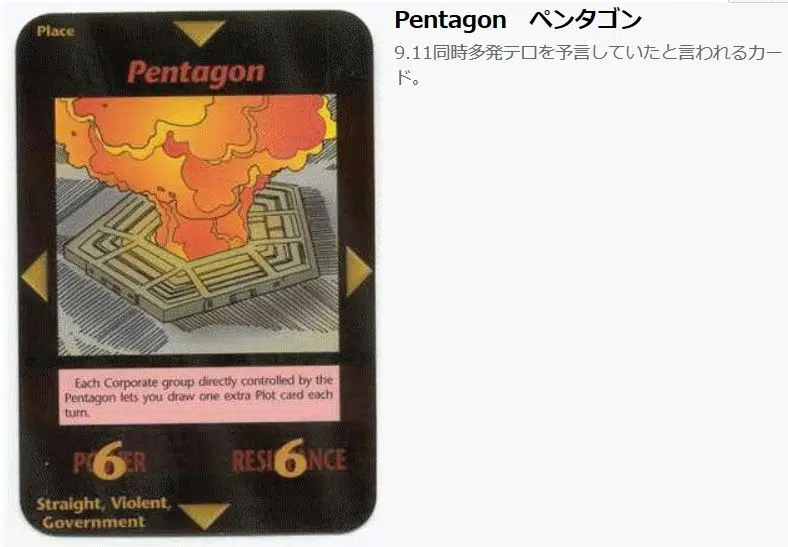 Place
Pentagon
Each Corporate group directly controlled by the
Pentagon lets you draw one extra Plot card each
turn.
6
6
Straight, Violent,
Government
Pentagon　ペンタゴン
9.11同時多発テロを予言していたと言われるカー
ド。